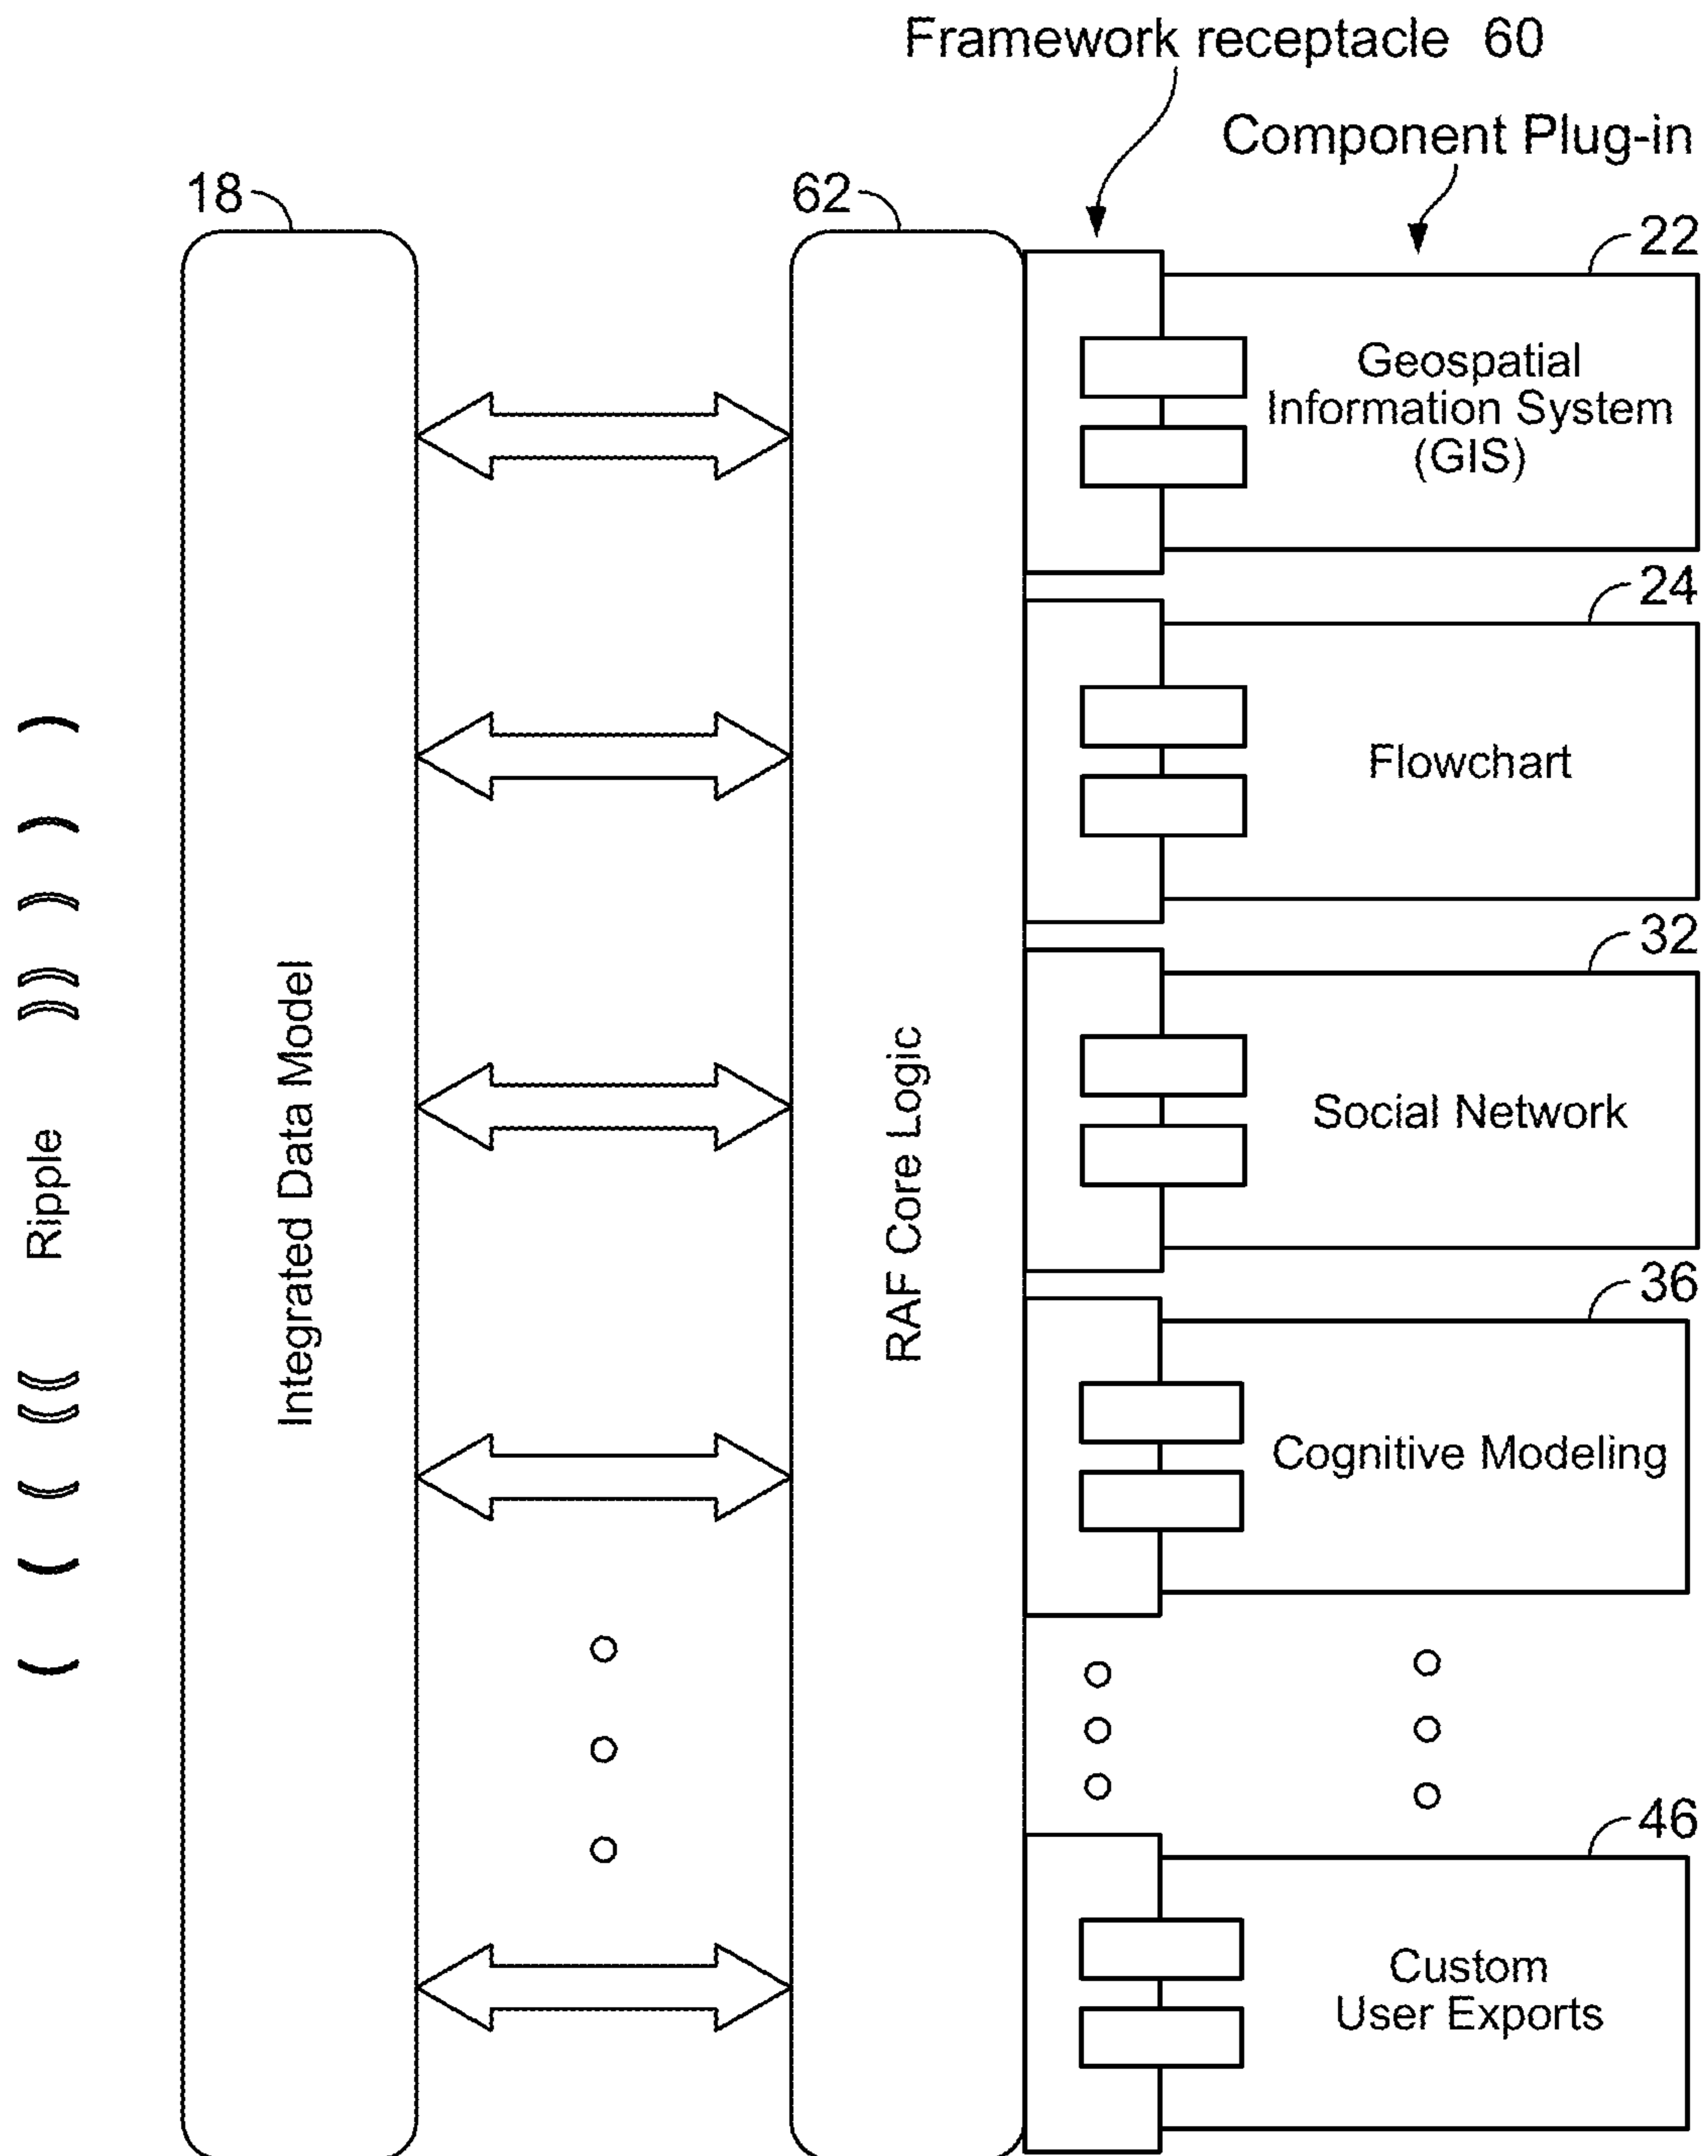 Framework receptacle 60
Component Plug-in
18
62
22
Geospatial
Information System
(GIS)
24
Flowchart
32
Social Network
Ripple
Integrated Data Model
RAF Core Logic
36
Cognitive Modeling
46
Custom
User Exports